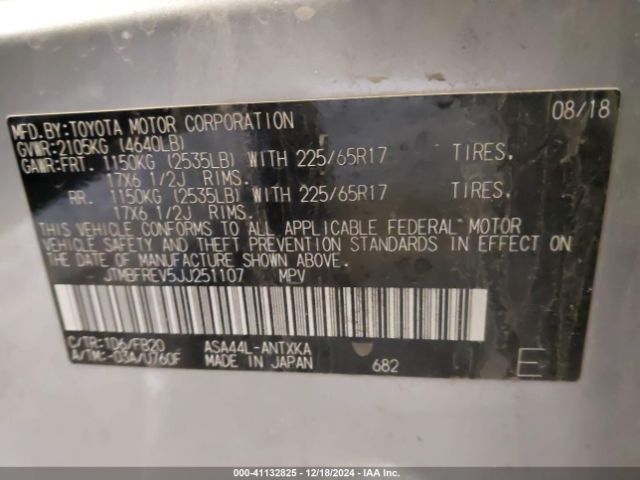 MFD.BY:TOYOTA MOTOR CORPORATION 08/18
GVWR:2105KG (4640LB)
GAWR:FRT. 1150KG (2535LB) WITH 225/65R17 TIRES,
17X6 1/2J RIMS.
RR. 1150KG (2535LB) WITH 225/65R17 TIRES,
17X6 1/2J RIMS.
THIS VEHICLE CONFORMS TO ALL APPLICABLE FEDERAL MOTOR
VEHICLE SAFETY AND THEFT PREVENTION STANDARDS IN EFFECT ON
THE DATE OF MANUFACTURE SHOWN ABOVE.
JTMBFREV5JJ251107 MPV
C/TR:1D6/FB20 ASA44L-ANTXKA
A/TM:-03A/U760F MADE IN JAPAN 682 E
000-41132825 - 12/18/2024 - Copyright: IAA. Inc.